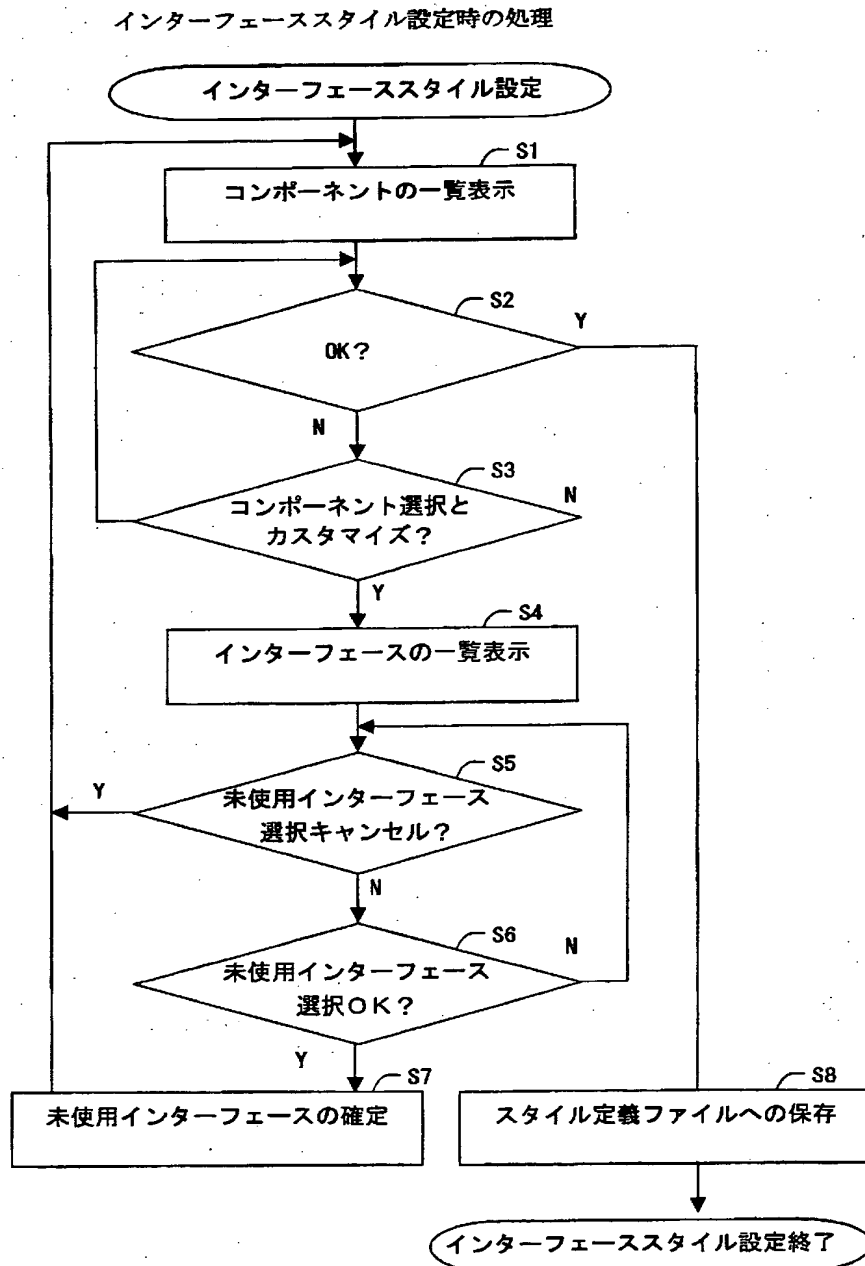 インターフェーススタイル設定時の処理
インターフェーススタイル設定
S1
コンポーネントの一覧表示
S2
Y
OK?
N
S3
N
コンポーネント選択と
カスタマイズ?
Y
S4
インターフェースの一覧表示
S5
Y
未使用インターフェース
選択キャンセル?
N
S6
N
未使用インターフェース
選択OK?
Y
S7
未使用インターフェースの確定
S8
スタイル定義ファイルへの保存
インターフェーススタイル設定終了